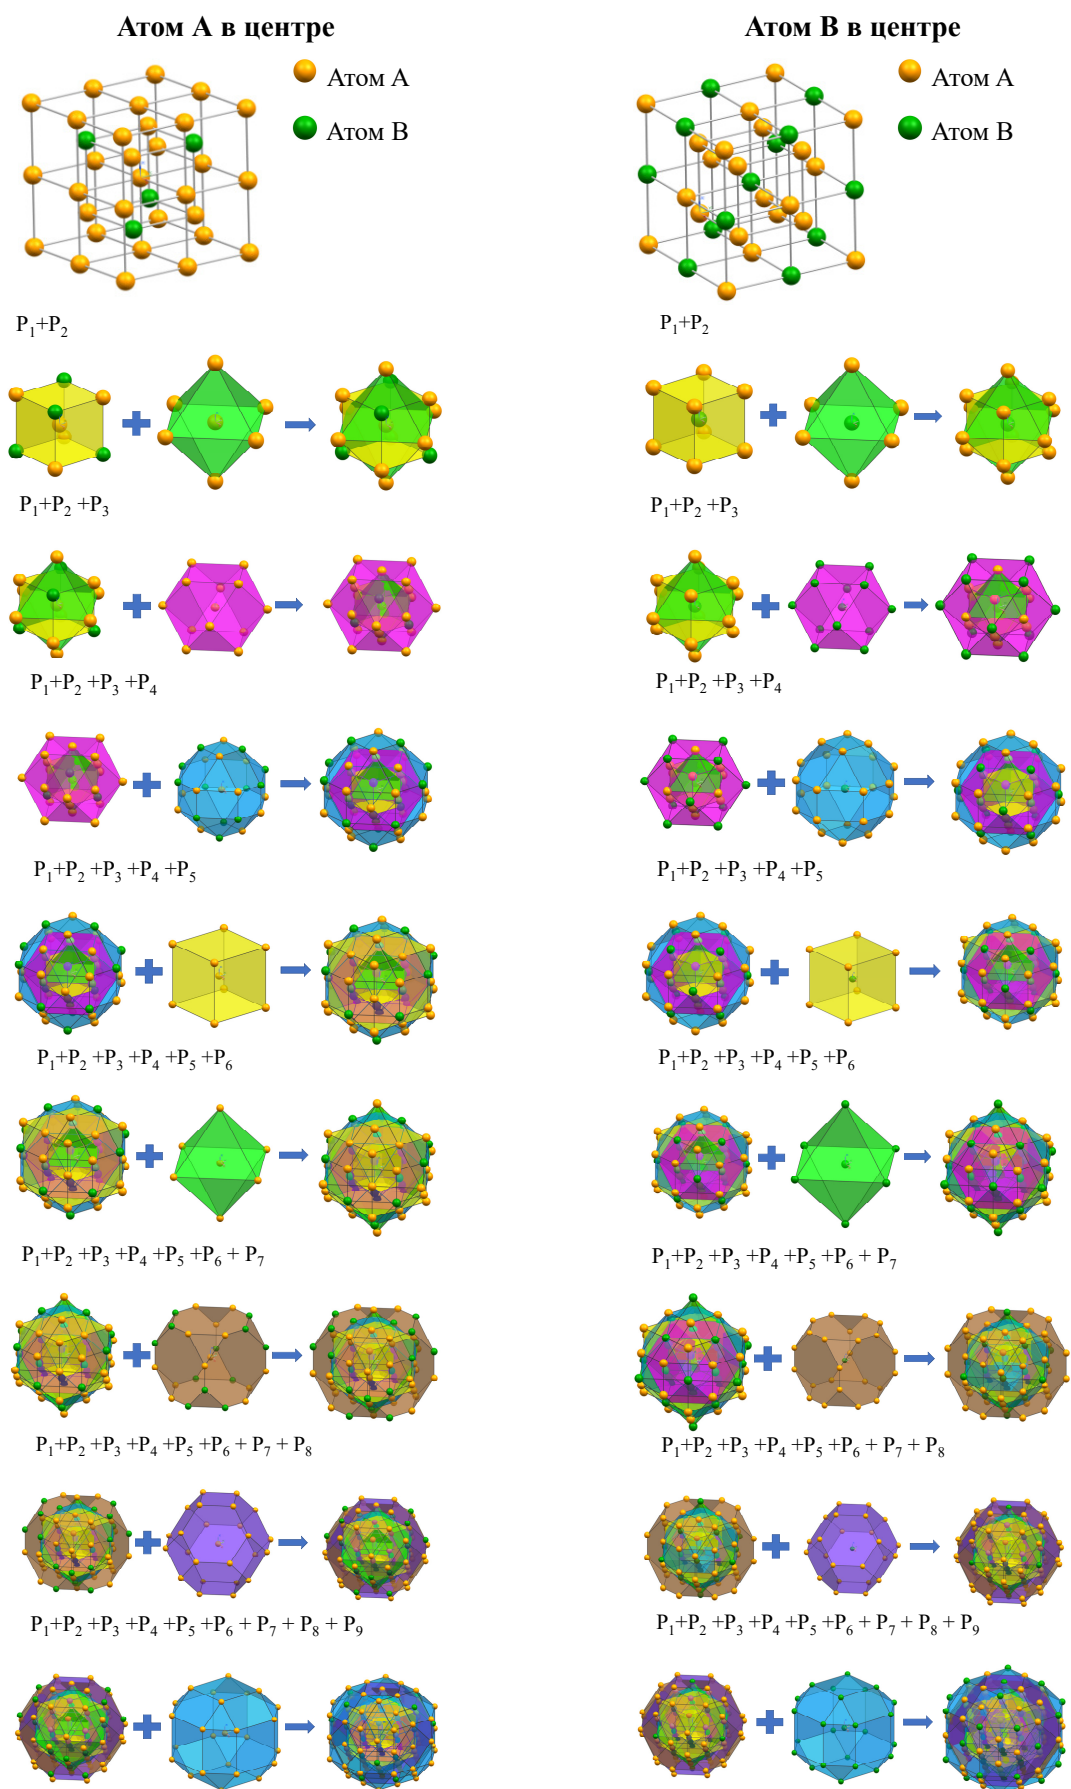 Атом А в центре
Атом В в центре
Атом А
Атом В
Атом А
Атом В
P₁+P₂
P₁+P₂
P₁+P₂ +P₃
P₁+P₂ +P₃
P₁+P₂ +P₃ +P₄
P₁+P₂ +P₃ +P₄
P₁+P₂ +P₃ +P₄ +P₅
P₁+P₂ +P₃ +P₄ +P₅
P₁+P₂ +P₃ +P₄ +P₅ +P₆
P₁+P₂ +P₃ +P₄ +P₅ +P₆
P₁+P₂ +P₃ +P₄ +P₅ +P₆ + P₇
P₁+P₂ +P₃ +P₄ +P₅ +P₆ + P₇
P₁+P₂ +P₃ +P₄ +P₅ +P₆ + P₇ + P₈
P₁+P₂ +P₃ +P₄ +P₅ +P₆ + P₇ + P₈
P₁+P₂ +P₃ +P₄ +P₅ +P₆ + P₇ + P₈ + P₉
P₁+P₂ +P₃ +P₄ +P₅ +P₆ + P₇ + P₈ + P₉